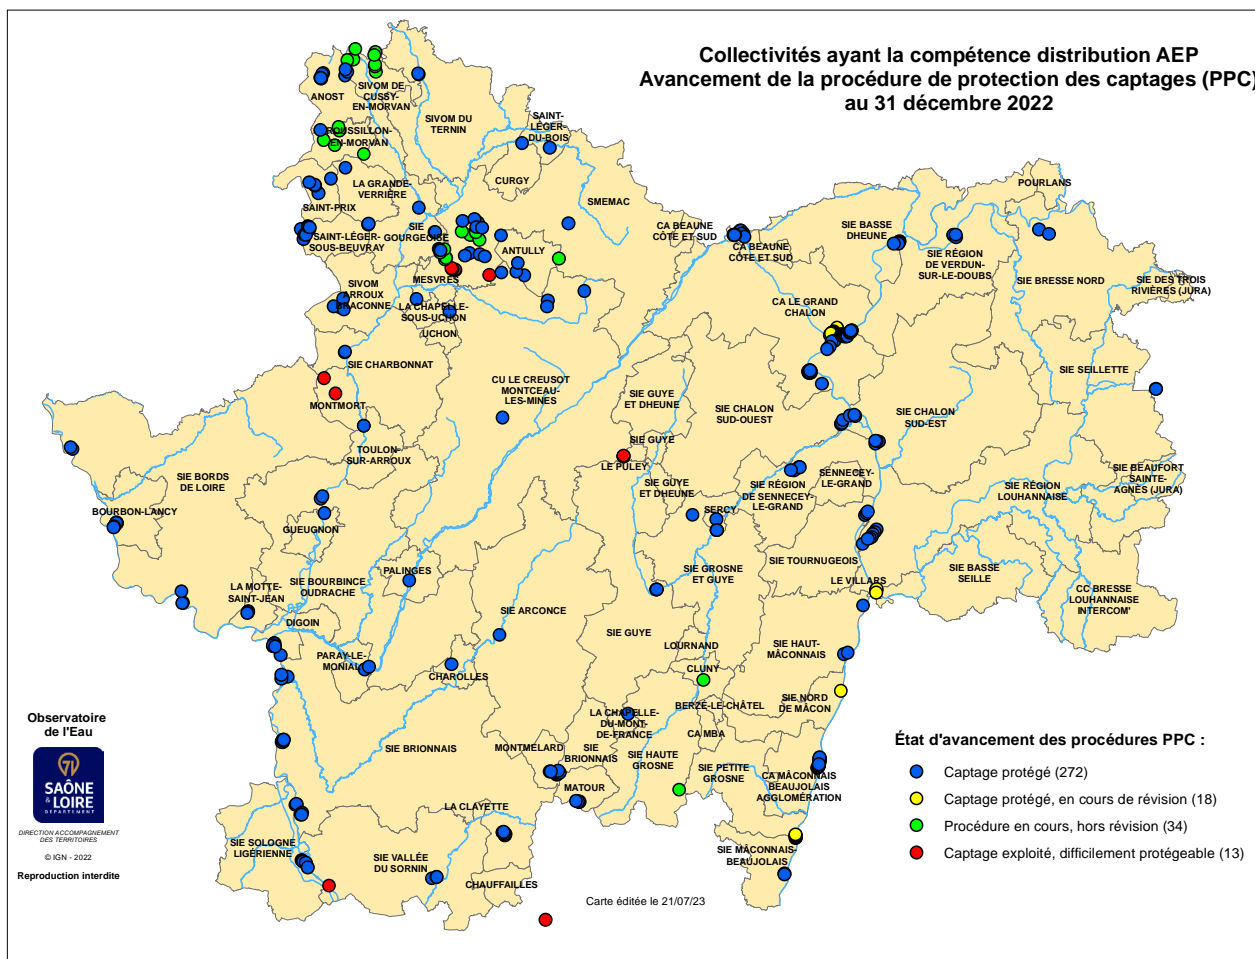 Collectivités ayant la compétence distribution AEP
Avancement de la procédure de protection des captages (PPC)
au 31 décembre 2022
ANOST
SIVOM DE
CUSSY-
EN-MORVAN
SIVOM DU
TERNIN
SAINT-
LÉGER-
DU-BOIS
ROUSSILLON-
EN-MORVAN
LA GRANDE-
VERRIÈRE
CURGY
SMEMAC
SAINT-PRIX
SAINT-LÉGER-
SOUS-BEUVRAY
SIE
GOURGEOISE
ANTULLY
MESVRES
SIVOM
ARROUX
BRACONNE
LA CHAPELLE-
SOUS-UCHON
UCHON
CA BEAUNE
CÔTE ET SUD
CA BEAUNE
CÔTE ET SUD
SIE BASSE
DHEUNE
SIE RÉGION
DE VERDUN-
SUR-LE-DOUBS
POURLANS
SIE BRESSE NORD
SIE DES TROIS
RIVIÈRES (JURA)
CA LE GRAND
CHALON
SIE CHARBONNAT
MONTMORT
CU LE CREUSOT
MONTCEAU-
LES-MINES
SIE GUYE
ET DHEUNE
SIE CHALON
SUD-OUEST
SIE CHALON
SUD-EST
SIE SEILLETTE
TOULON-
SUR-ARROUX
SIE GUYE
LE PULEY
SIE GUYE
ET DHEUNE
SIE RÉGION
DE SENNECEY-
LE-GRAND
SENNECEY-
LE-GRAND
SIE RÉGION
LOUHANNAISE
SIE BEAUFORT
SAINTE-
AGNÈS (JURA)
SIE BORDS
DE LOIRE
BOURBON-LANCY
GUEUGNON
SERCY
SIE TOURNUGEOIS
SIE BASSE
SEILLE
LE VILLARS
CC BRESSE
LOUHANNAISE
INTERCOM'
LA MOTTE-
SAINT-JEAN
SIE BOURBINCE
OUDRACHE
PALINGES
SIE GROSNE
ET GUYE
DIGOIN
SIE ARCONCE
SIE GUYE
LOURNAND
SIE HAUT-
MÂCONNAIS
PARAY-LE-
MONIAL
CHAROLLES
CLUNY
SIE NORD
DE MÂCON
BERZÉ-LE-CHÂTEL
LA CHAPELLE-
DU-MONT-
DE-FRANCE
CA MBA
SIE BRIONNAIS
MONTMELARD
SIE
BRIONNAIS
SIE HAUTE
GROSNE
SIE PETITE
GROSNE
CA MÂCONNAIS
BEAUJOLAIS
AGGLOMÉRATION
MATOUR
LA CLAYETTE
SIE SOLOGNE
LIGÉRIENNE
SIE VALLÉE
DU SORNIN
CHAUFFAILLES
SIE MÂCONNAIS-
BEAUJOLAIS
Observatoire
de l'Eau
71
SAÔNE
& LOIRE
DEPARTEMENT
DIRECTION ACCOMPAGNEMENT
DES TERRITOIRES
© IGN - 2022
Reproduction interdite
État d'avancement des procédures PPC :
Captage protégé (272)
Captage protégé, en cours de révision (18)
Procédure en cours, hors révision (34)
Captage exploité, difficilement protégeable (13)
Carte éditée le 21/07/23